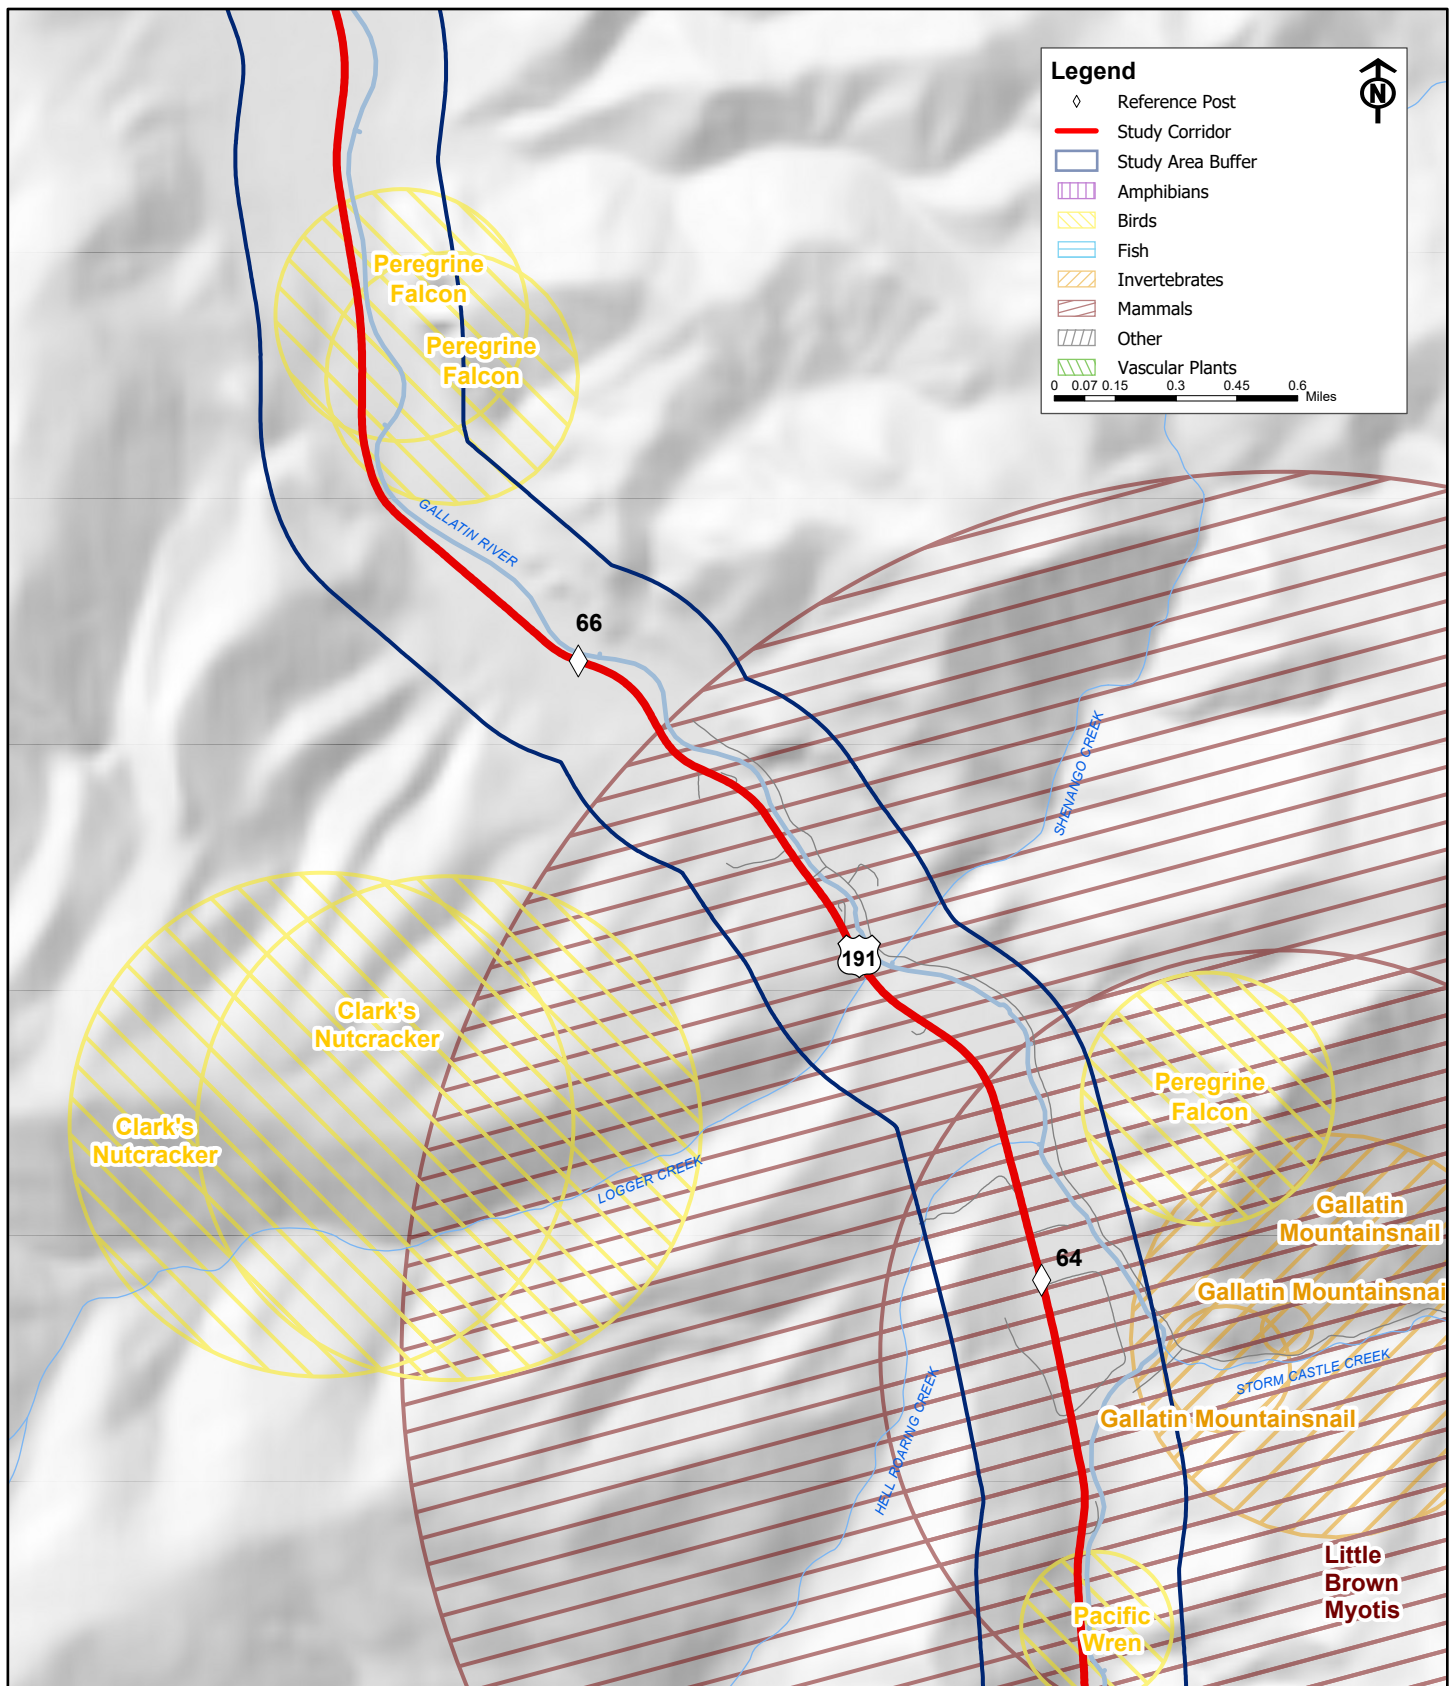 Legend
N
Reference Post
Study Corridor
Study Area Buffer
Amphibians
Birds
Fish
Invertebrates
Mammals
Other
Vascular Plants
0 0.07 0.15 0.3 0.45 0.6
Miles
Peregrine
Falcon
Peregrine
Falcon
GALLATIN RIVER
66
SHENANGO CREEK
191
Clark's
Nutcracker
Clark's
Nutcracker
LOGGER CREEK
Peregrine
Falcon
Gallatin
Mountainsnail
64
Gallatin Mountainsnai
STORM CASTLE CREEK
Gallatin Mountainsnail
HELL ROARING CREEK
Little
Brown
Myotis
Pacific
Wren